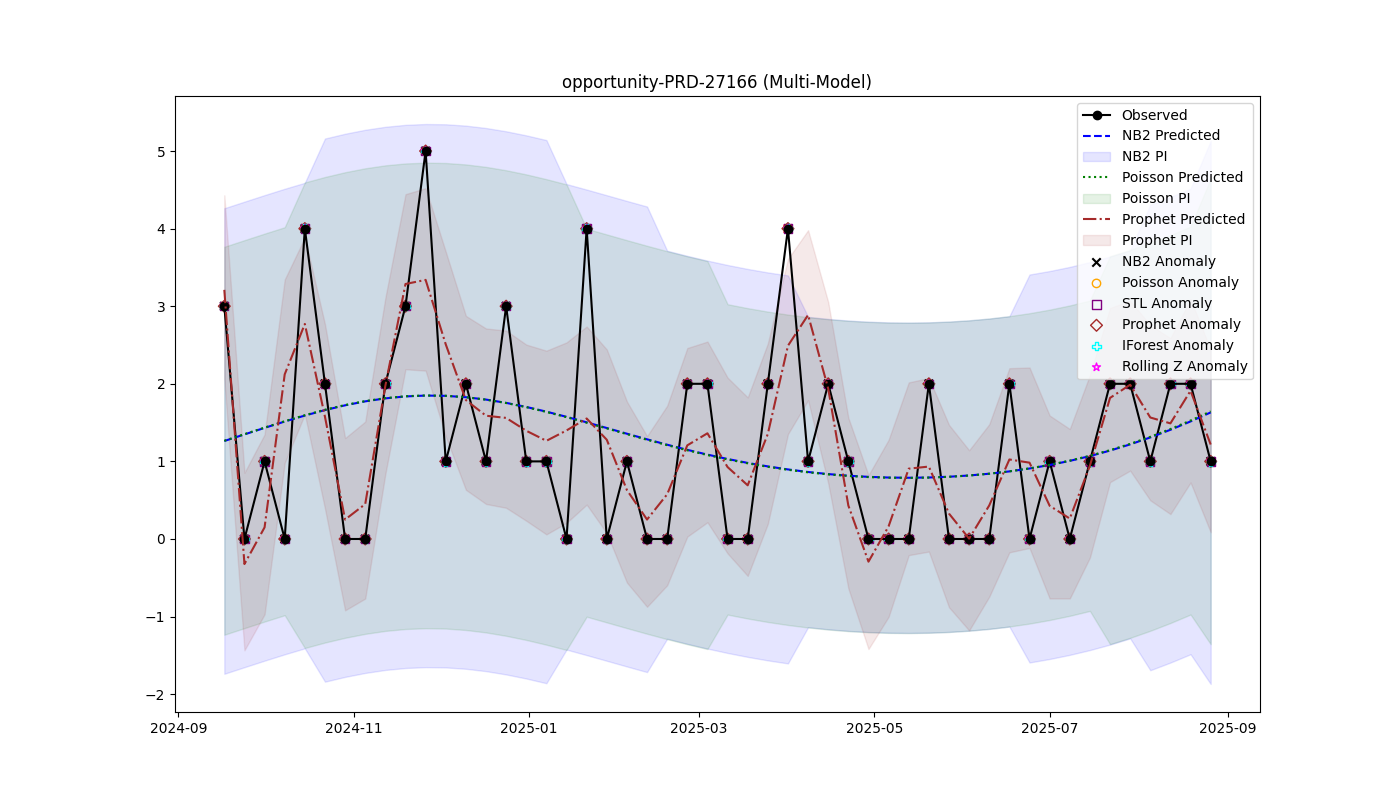 opportunity-PRD-27166 (Multi-Model)
Observed
NB2 Predicted
NB2 PI
Poisson Predicted
Poisson PI
Prophet Predicted
Prophet PI
NB2 Anomaly
Poisson Anomaly
STL Anomaly
Prophet Anomaly
IForest Anomaly
Rolling Z Anomaly
5
4
3
2
1
0
−1
−2
2024-09 2024-11 2025-01 2025-03 2025-05 2025-07 2025-09